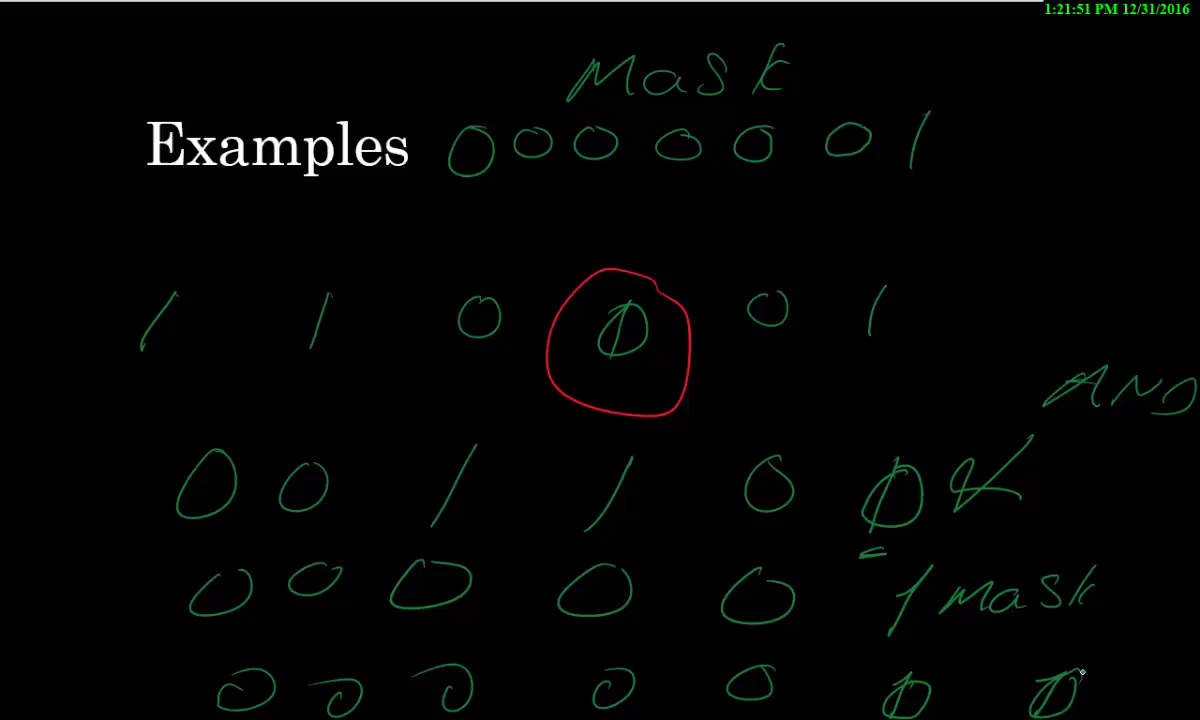 1:21:51 PM 12/31/2016
Mask
Examples 0 0 0 0 0 0 1
1 1 0 0 0 1
AND
0 0 1 1 0 0 &
0 0 0 0 0 1 Mask
0 0 0 0 0 0 0